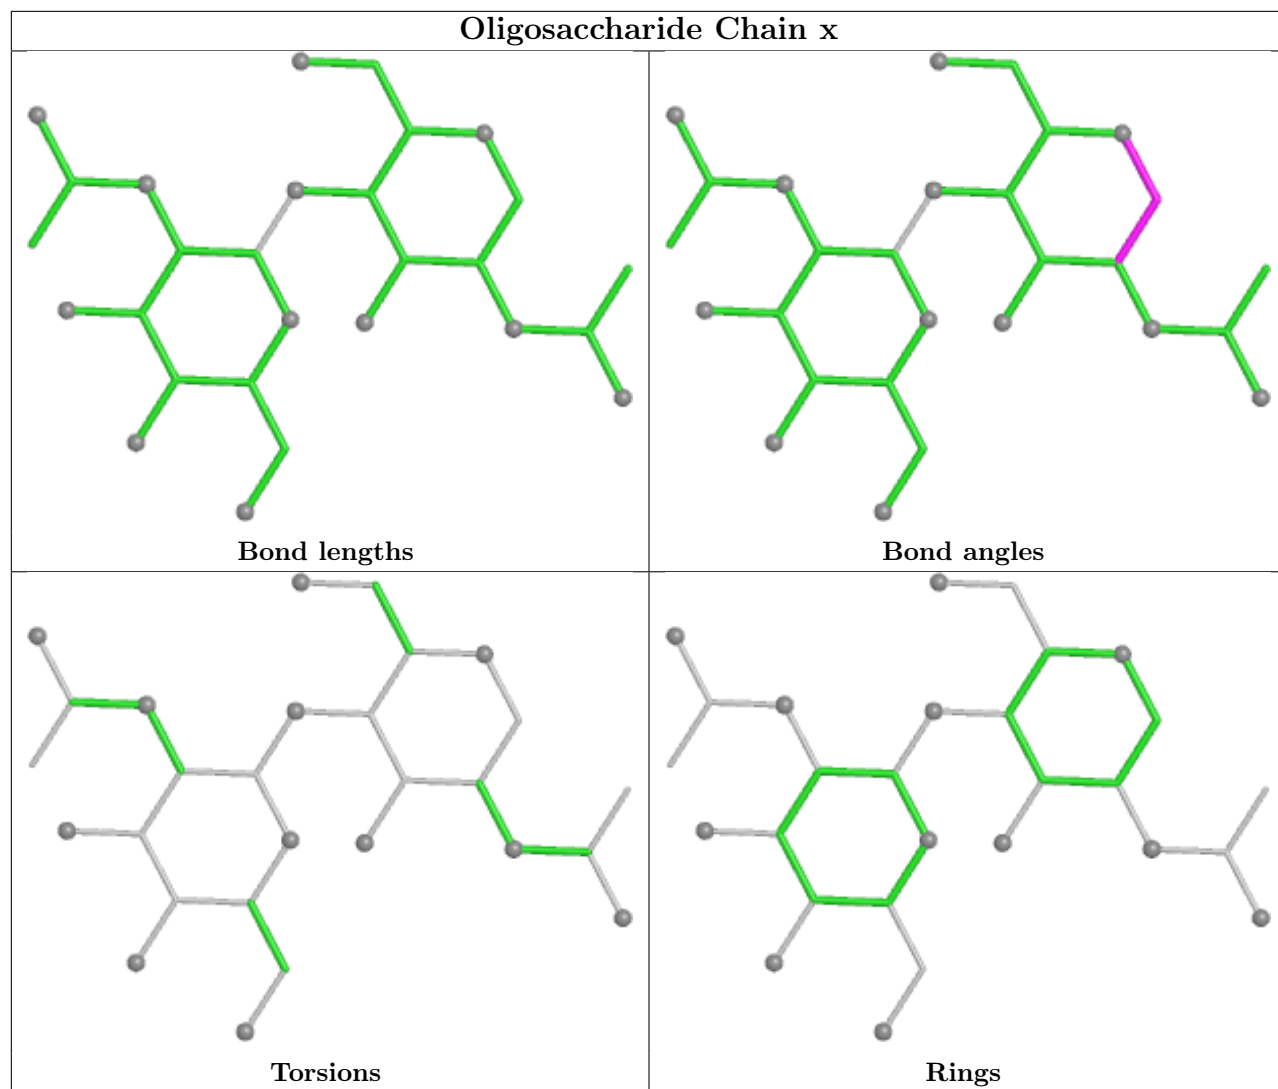 Oligosaccharide Chain x
Bond lengths
Bond angles
Torsions
Rings